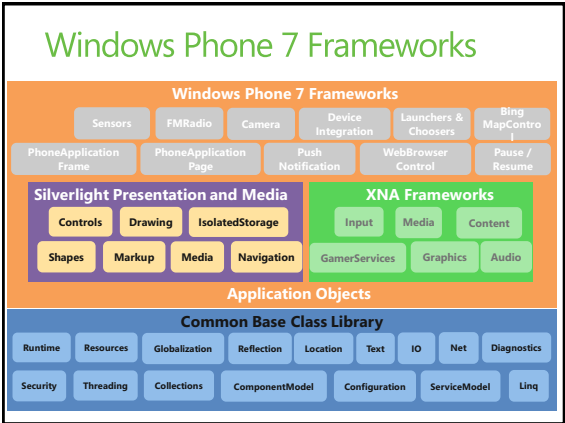 Windows Phone 7 Frameworks
Windows Phone 7 Frameworks
Sensors
FMRadio
Camera
Device
Integration
Launchers &
Choosers
Bing
MapContro
l
PhoneApplication
Frame
PhoneApplication
Page
Push
Notification
WebBrowser
Control
Pause /
Resume
Silverlight Presentation and Media
Controls
Drawing
IsolatedStorage
Shapes
Markup
Media
Navigation
XNA Frameworks
Input
Media
Content
GamerServices
Graphics
Audio
Application Objects
Common Base Class Library
Runtime
Resources
Globalization
Reflection
Location
Text
IO
Net
Diagnostics
Security
Threading
Collections
ComponentModel
Configuration
ServiceModel
Linq